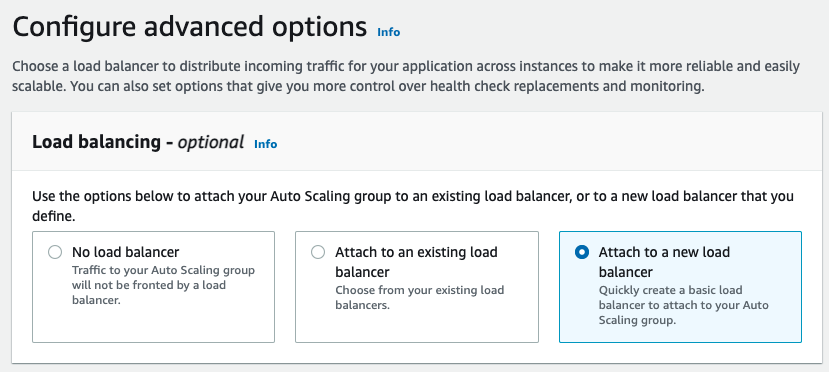 Configure advanced options Info
Choose a load balancer to distribute incoming traffic for your application across instances to make it more reliable and easily
scalable. You can also set options that give you more control over health check replacements and monitoring.
Load balancing - optional Info
Use the options below to attach your Auto Scaling group to an existing load balancer, or to a new load balancer that you
define.
No load balancer
Traffic to your Auto Scaling group
will not be fronted by a load
balancer.
Attach to an existing load
balancer
Choose from your existing load
balancers.
Attach to a new load
balancer
Quickly create a basic load
balancer to attach to your Auto
Scaling group.